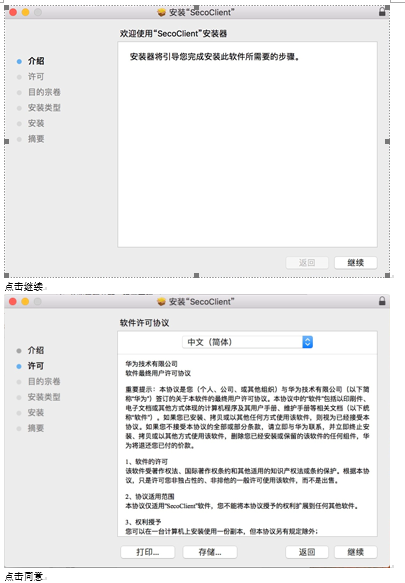 安装"SecoClient"
欢迎使用"SecoClient"安装器
介绍
许可
目的宗卷
安装类型
安装
摘要
安装器将引导您完成安装此软件所需要的步骤。
返回
继续
点击继续
安装"SecoClient"
软件许可协议
介绍
许可
目的宗卷
安装类型
安装
摘要
中文（简体）
华为技术有限公司
软件最终用户许可协议
重要提示：本协议是您（个人、公司、或其他组织）与华为技术有限公司（以下简
称"华为"）签订的关于本软件的最终用户许可协议。本协议中的"软件"包括以印刷件、
电子文档或其他方式体现的计算机程序及其用户手册、维护手册等相关文档（以下统
称"软件"）。如果您已安装、拷贝或以其他任何方式使用该软件，则视为已经接受本
协议。如果您不接受本协议的全部或部分条款，请立即与华为联系，并立即终止安
装、拷贝或以其他方式使用该软件，删除您已经安装或保留的该软件的任何组件，华
为将退还您已付的价款。
1、软件的许可
该软件受著作权法、国际著作权条约和其他适用的知识产权法或条约保护。根据本协
议，只是许可您非独占性的、非排他的一般许可使用该软件，而不是出售。
2、协议适用范围
本协议仅适用"SecoClient"软件，您不能将本协议授予的权利扩展到任何其他软件。
3、权利授予
您可以在一台计算机上安装使用一份副本，但本协议另有规定除外；
打印...
存储...
返回
继续
点击同意